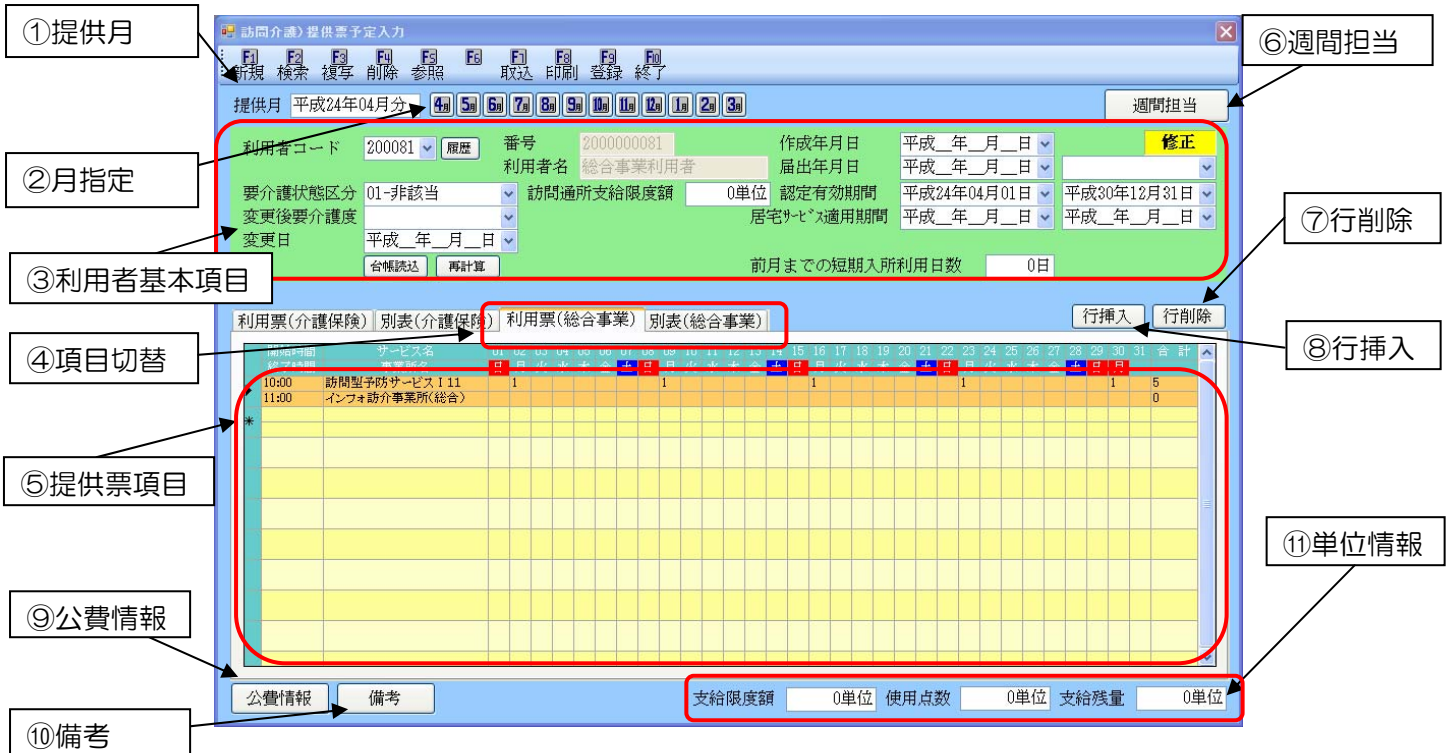 ①提供月
②月指定
③利用者基本項目
④項目切替
⑤提供票項目
⑨公費情報
⑩備考
⑥週間担当
⑦行削除
⑧行挿入
⑪単位情報
訪問介護)提供票予定入力
F1 F2 F3 F4 F5 F6 F7 F8 F9 F10
新規 検索 複写 削除 参照 取込 印刷 登録 終了
提供月 平成24年04月分 4月 5月 6月 7月 8月 9月 10月 11月 12月 1月 2月 3月 週間担当
利用者コード 200081 履歴 番号 2000000081 作成年月日 平成__年__月__日 修正
利用者名 総合事業利用者 届出年月日 平成__年__月__日
要介護状態区分 01-非該当 訪問通所支給限度額 0単位 認定有効期間 平成24年04月01日 平成30年12月31日
変更後要介護度 居宅ｻｰﾋﾞｽ適用期間 平成__年__月__日 平成__年__月__日
変更日 平成__年__月__日
台帳読込 再計算 前月までの短期入所利用日数 0日
行挿入 行削除
利用票(介護保険) 別表(介護保険) 利用票(総合事業) 別表(総合事業)
開始時間 サービス名 01 02 03 04 05 06 07 08 09 10 11 12 13 14 15 16 17 18 19 20 21 22 23 24 25 26 27 28 29 30 31 合 計
終了時間 事業所名 日 月 火 水 木 金 土 日 月 火 水 木 金 土 日 月 火 水 木 金 土 日 月 火 水 木 金 土 日 月
10:00 訪問型予防サービスⅠ11 1 1 1 1 1 5
11:00 インフォ訪介事業所(総合) 0
*
公費情報 備考 支給限度額 0単位 使用点数 0単位 支給残量 0単位